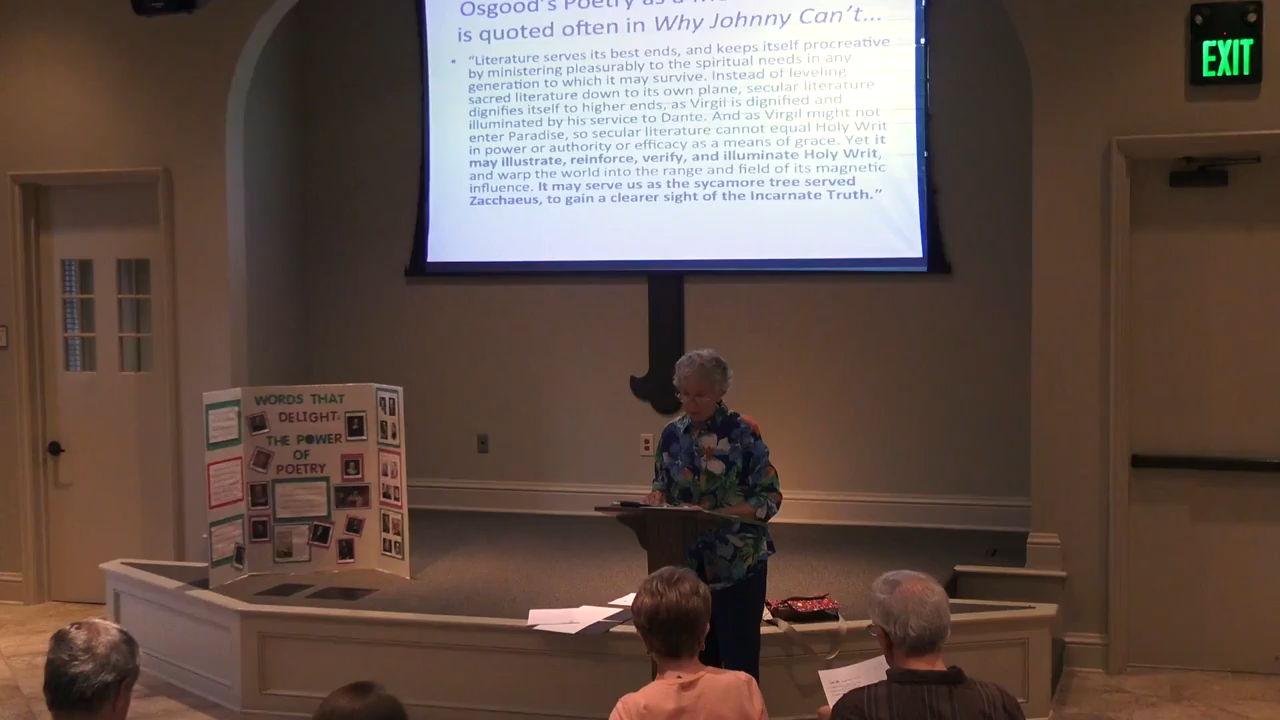 Osgood's Poetry as a
is quoted often in Why Johnny Can't...
• "Literature serves its best ends, and keeps itself procreative
by ministering pleasurably to the spiritual needs in any
generation to which it may survive. Instead of leveling
sacred literature down to its own plane, secular literature
dignifies itself to higher ends, as Virgil is dignified and
illuminated by his service to Dante. And as Virgil might not
enter Paradise, so secular literature cannot equal Holy Writ
in power or authority or efficacy as a means of grace. Yet it
may illustrate, reinforce, verify, and illuminate Holy Writ,
and warp the world into the range and field of its magnetic
influence. It may serve us as the sycamore tree served
Zacchaeus, to gain a clearer sight of the Incarnate Truth."
EXIT
WORDS THAT
DELIGHT:
THE POWER
OF
POETRY